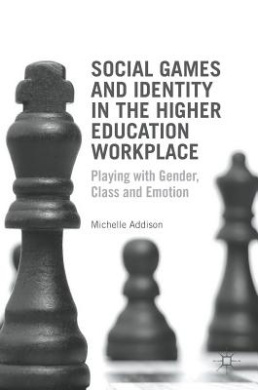 SOCIAL GAMES
AND IDENTITY
IN THE HIGHER
EDUCATION
WORKPLACE
Playing with Gender,
Class and Emotion
Michelle Addison